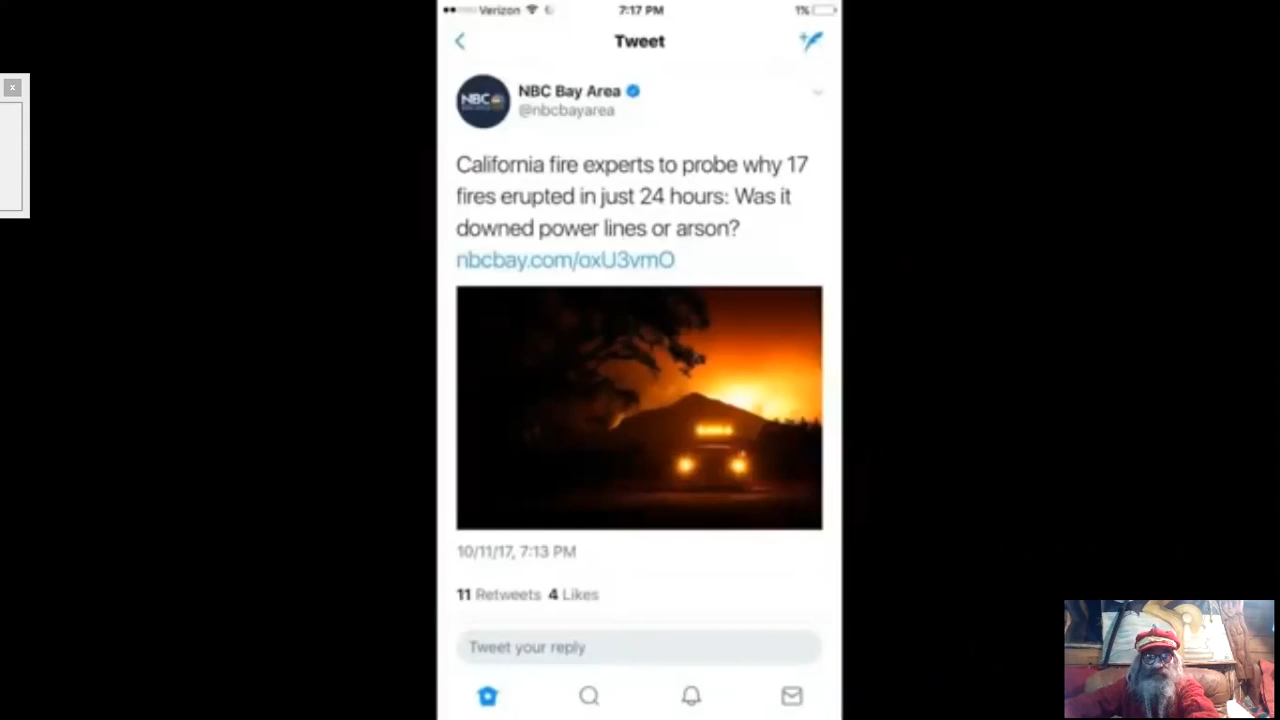 x
Verizon
7:17 PM
1%
Tweet
NBC
NBC Bay Area
@nbcbayarea
California fire experts to probe why 17
fires erupted in just 24 hours: Was it
downed power lines or arson?
nbcbay.com/oxU3vmO
10/11/17, 7:13 PM
11 Retweets 4 Likes
Tweet your reply